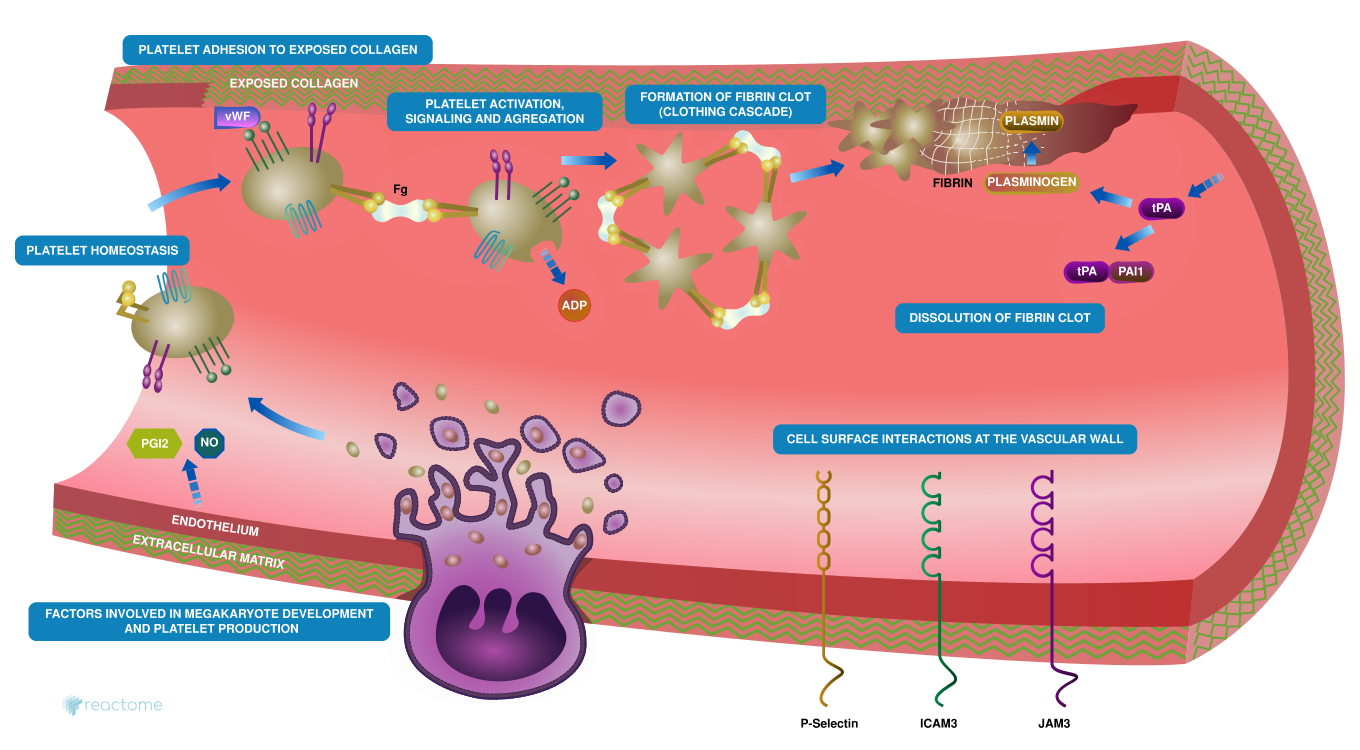 PLATELET ADHESION TO EXPOSED COLLAGEN
EXPOSED COLLAGEN
vWF
PLATELET ACTIVATION,
SIGNALING AND AGREGATION
FORMATION OF FIBRIN CLOT
(CLOTHING CASCADE)
PLASMIN
Fg
FIBRIN
PLASMINOGEN
tPA
PLATELET HOMEOSTASIS
tPA
PAI1
ADP
DISSOLUTION OF FIBRIN CLOT
PGI2
NO
CELL SURFACE INTERACTIONS AT THE VASCULAR WALL
ENDOTHELIUM
EXTRACELLULAR MATRIX
FACTORS INVOLVED IN MEGAKARYOTE DEVELOPMENT
AND PLATELET PRODUCTION
reactome
P-Selectin
ICAM3
JAM3